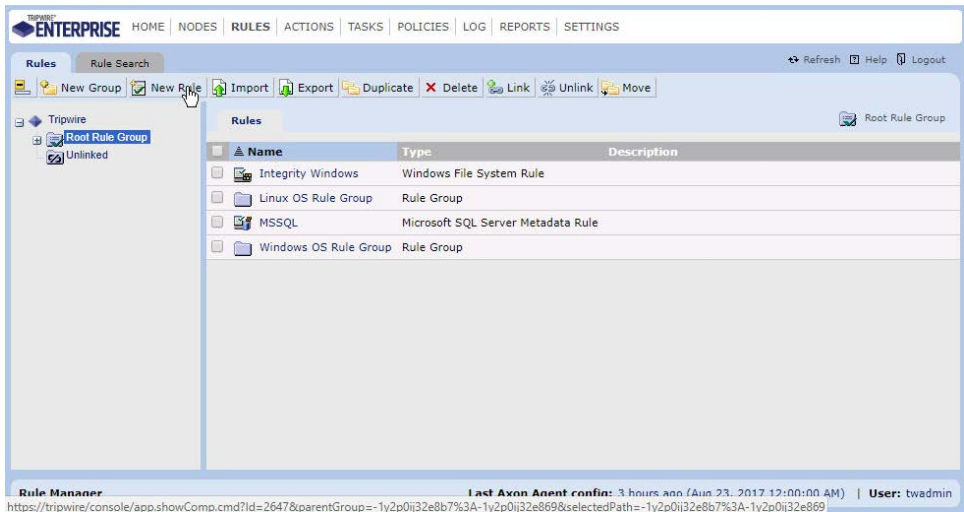 TRIPWIRE®
ENTERPRISE HOME NODES RULES ACTIONS TASKS POLICIES LOG REPORTS SETTINGS
Rules Rule Search Refresh Help Logout
New Group New Rule Import Export Duplicate Delete Link Unlink Move
Tripwire
Root Rule Group
Unlinked
Rules Root Rule Group
Name Type Description
Integrity Windows Windows File System Rule
Linux OS Rule Group Rule Group
MSSQL Microsoft SQL Server Metadata Rule
Windows OS Rule Group Rule Group
Rule Manager Last Axon Agent config: 3 hours ago (Aug 23, 2017 12:00:00 AM) | User: twadmin
https://tripwire/console/app.showComp.cmd?Id=2647&parentGroup=-1y2p0ij32e8b7%3A-1y2p0ij32e869&selectedPath=-1y2p0ij32e8b7%3A-1y2p0ij32e869